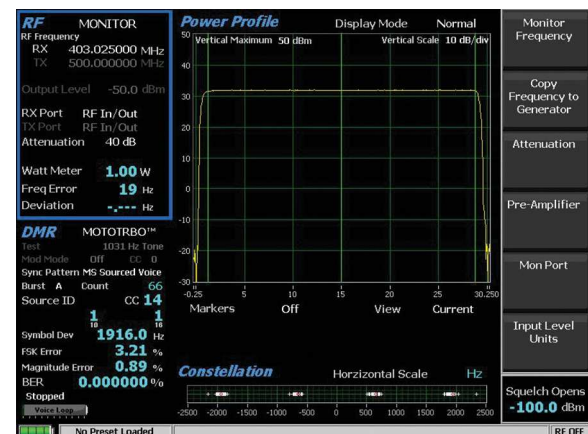 RF MONITOR
RF Frequency
RX 403.025000 MHz
TX 500.000000 MHz
Output Level -50.0 dBm
RX Port RF In/Out
TX Port RF In/Out
Attenuation 40 dB
Watt Meter 1.00 W
Freq Error 19 Hz
Deviation -.--- Hz
DMR MOTOTRBO™
Test 1031 Hz Tone
Mod Mode Off CC 0
Sync Pattern MS Sourced Voice
Burst A Count 66
Source ID CC 14
1 1
10 16
Symbol Dev 1916.0 Hz
FSK Error 3.21 %
Magnitude Error 0.89 %
BER 0.000000 %
Stopped
Voice Loop
No Preset Loaded
Power Profile Display Mode Normal
Vertical Maximum 50 dBm Vertical Scale 10 dB/div
50
40
30
20
10
0
-10
-20
-30
-0.25 5 10 15 20 25 30.250
Markers Off View Current
Constellation Horzizontal Scale Hz
-2500 -2000 -1500 -1000 -500 0 500 1000 1500 2000 2500
Monitor
Frequency
Copy
Frequency to
Generator
Attenuation
Pre-Amplifier
Mon Port
Input Level
Units
Squelch Opens
-100.0 dBm
RF OFF